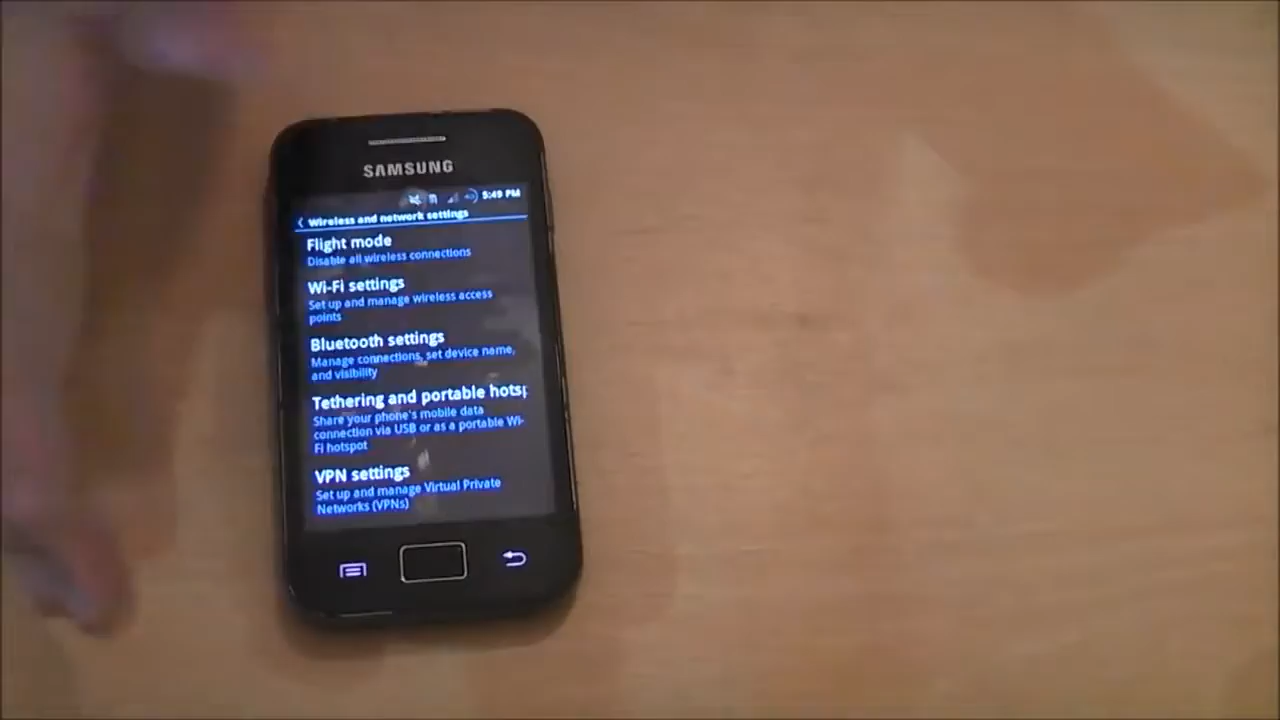 SAMSUNG
5:49 PM
Wireless and network settings
Flight mode
Disable all wireless connections
Wi-Fi settings
Set up and manage wireless access
points
Bluetooth settings
Manage connections, set device name,
and visibility
Tethering and portable hots
Share your phone's mobile data
connection via USB or as a portable Wi-
Fi hotspot
VPN settings
Set up and manage Virtual Private
Networks (VPNs)